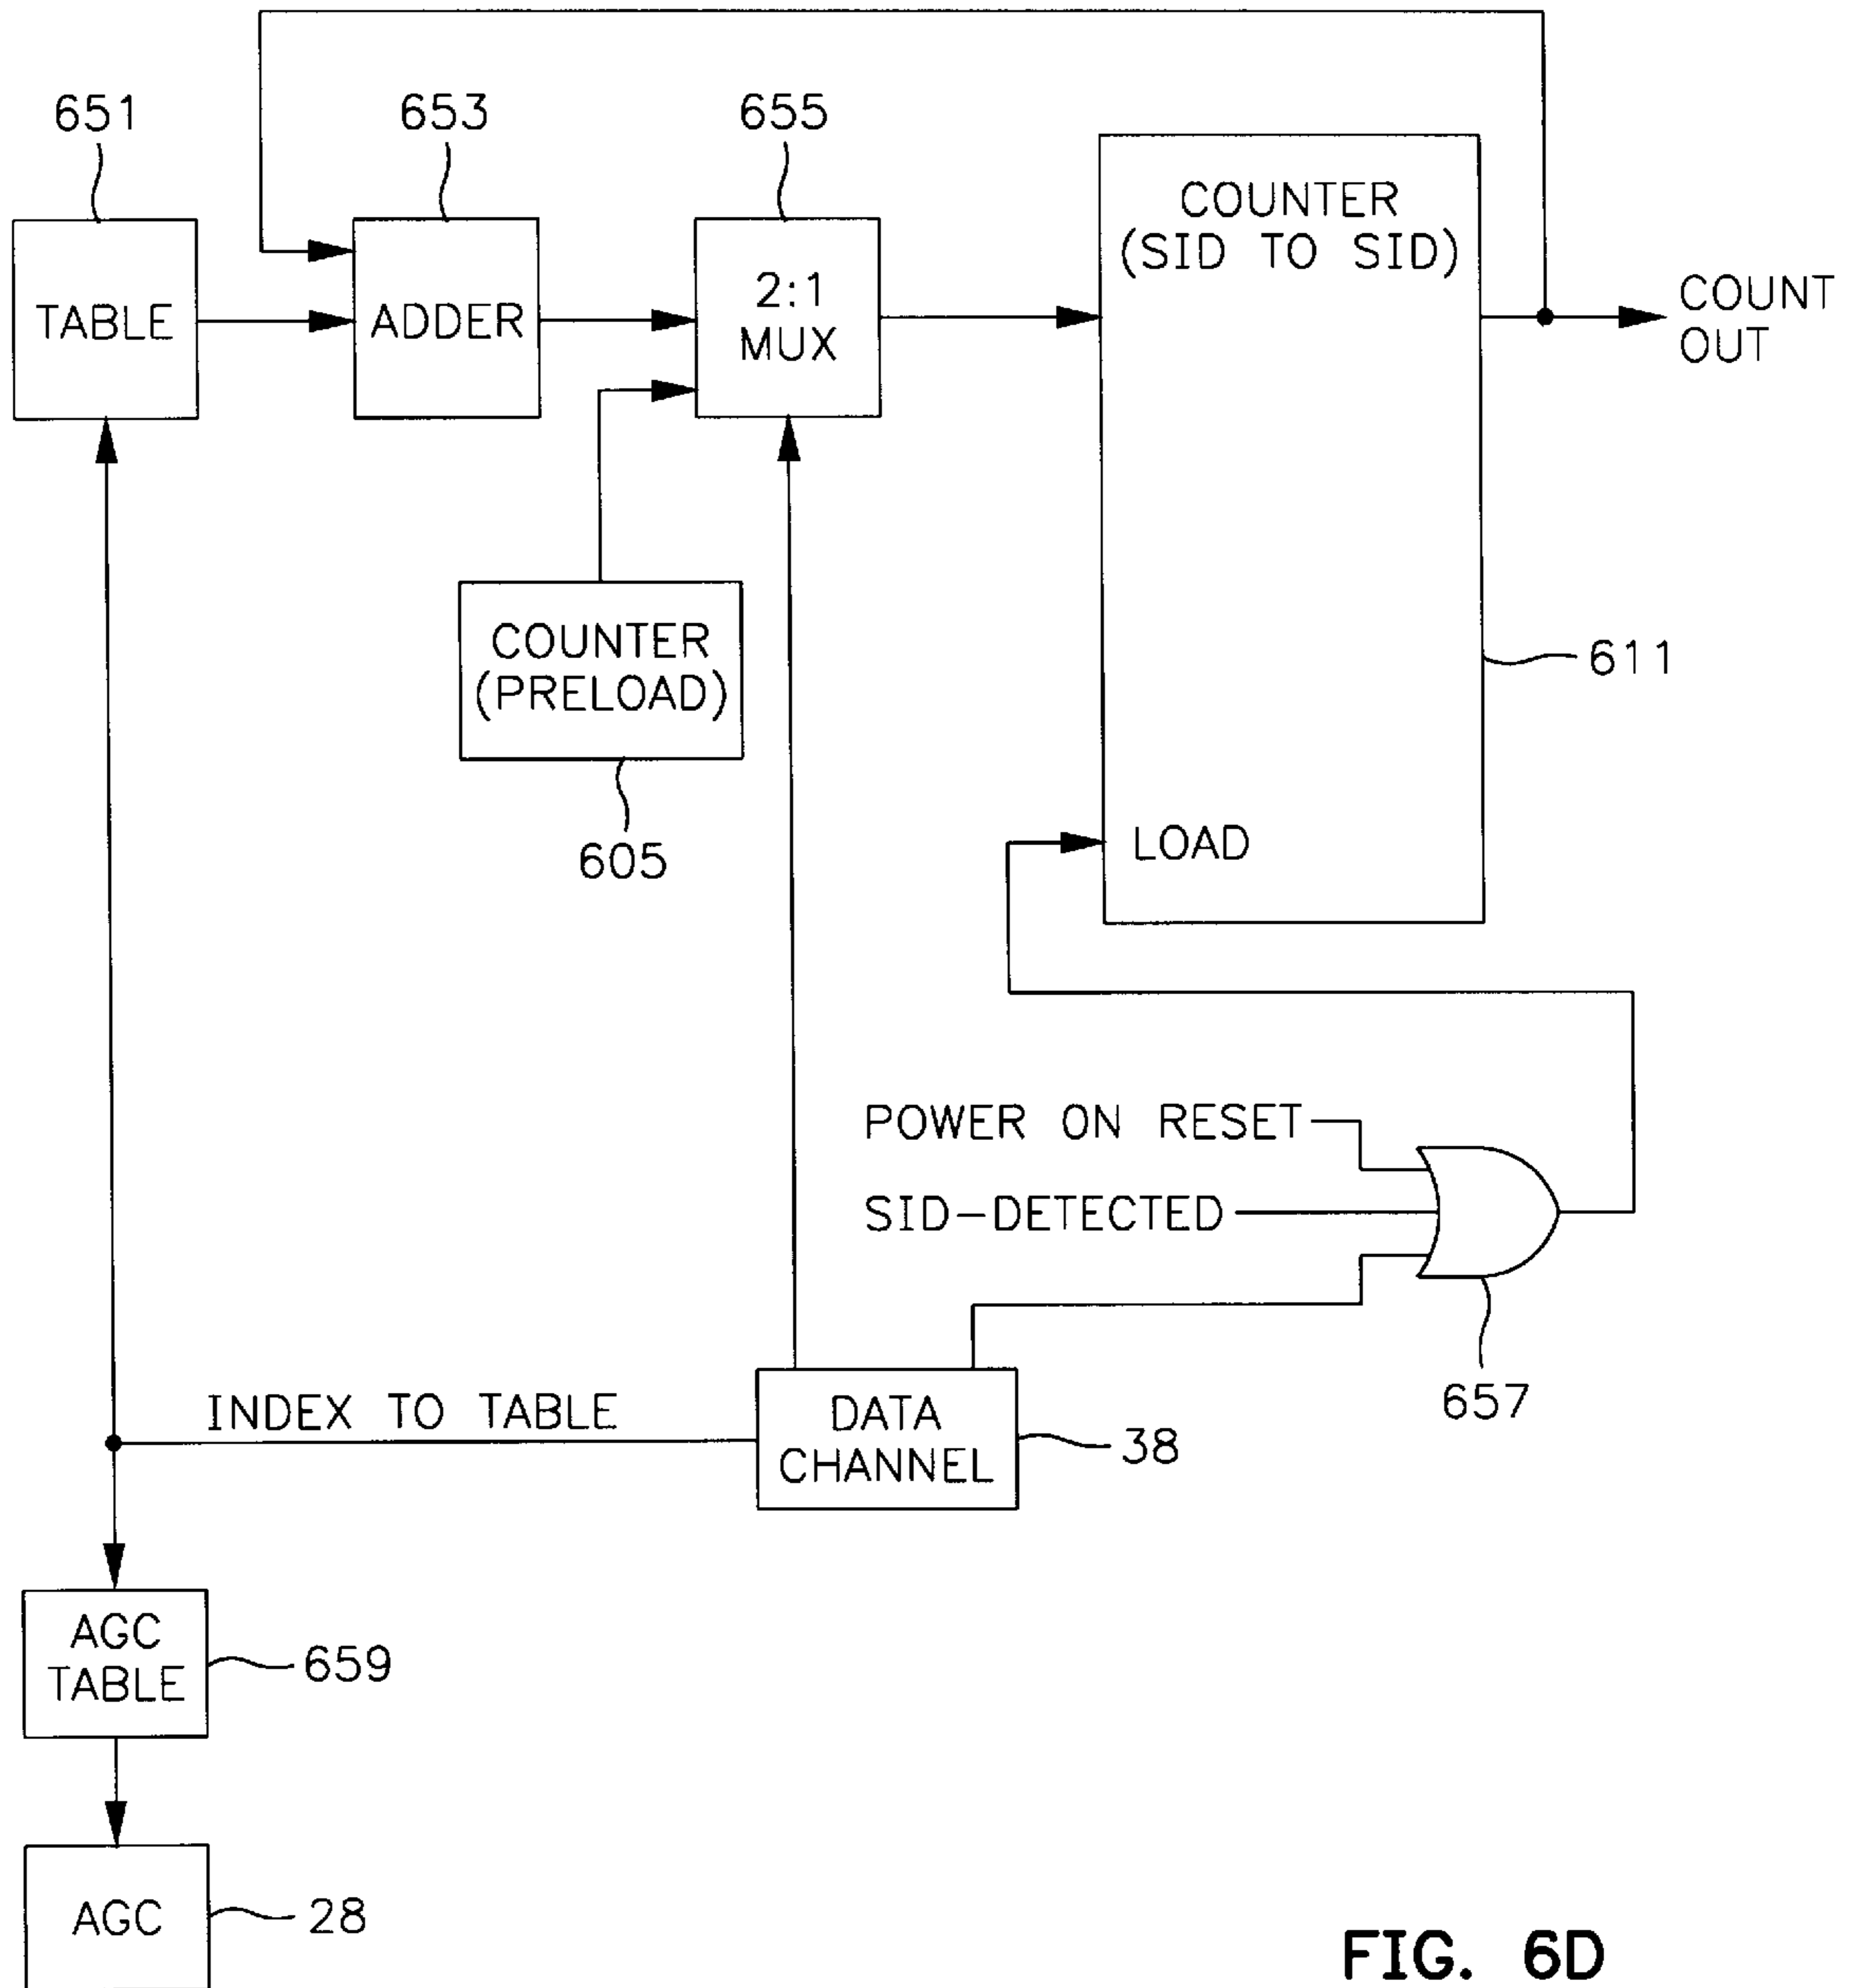 651
653
655
TABLE
ADDER
2:1
MUX
COUNTER
(SID TO SID)
COUNT
OUT
COUNTER
(PRELOAD)
605
611
LOAD
POWER ON RESET
SID-DETECTED
657
INDEX TO TABLE
DATA
CHANNEL
38
AGC
TABLE
659
AGC
28
FIG. 6D